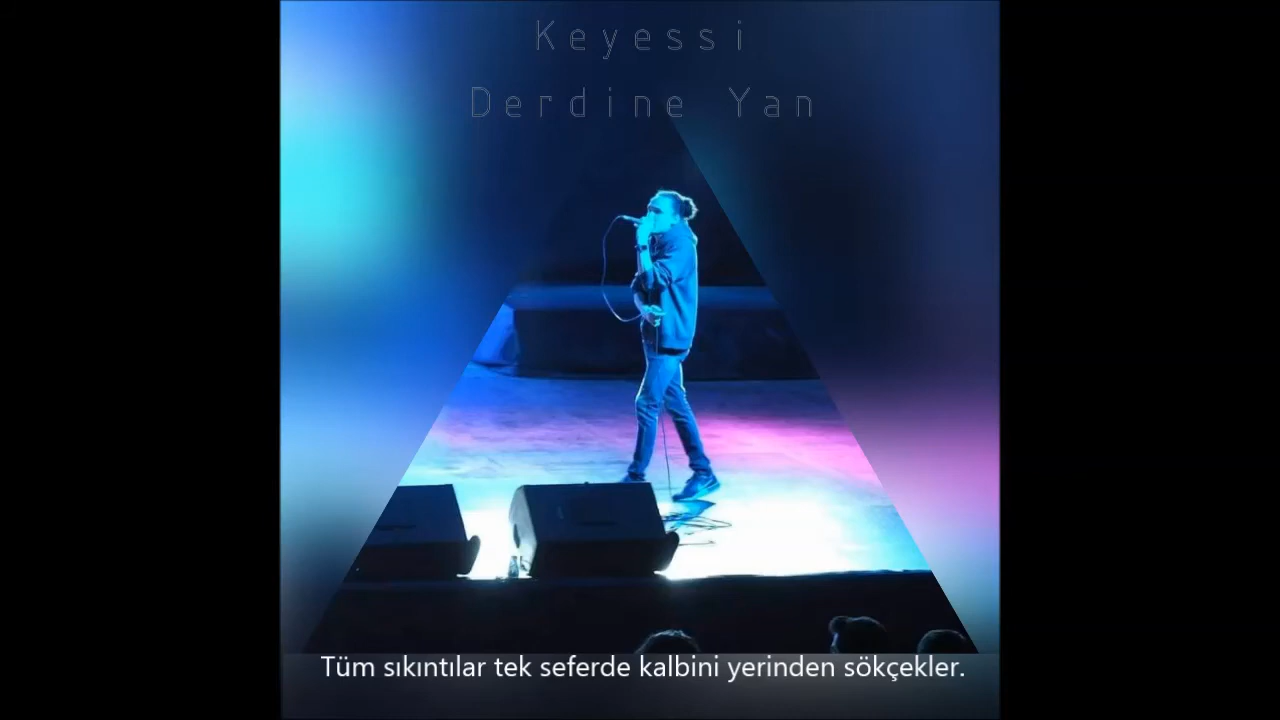 Keyessi
Derdine Yan
Tüm sıkıntılar tek seferde kalbini yerinden sökçekler.